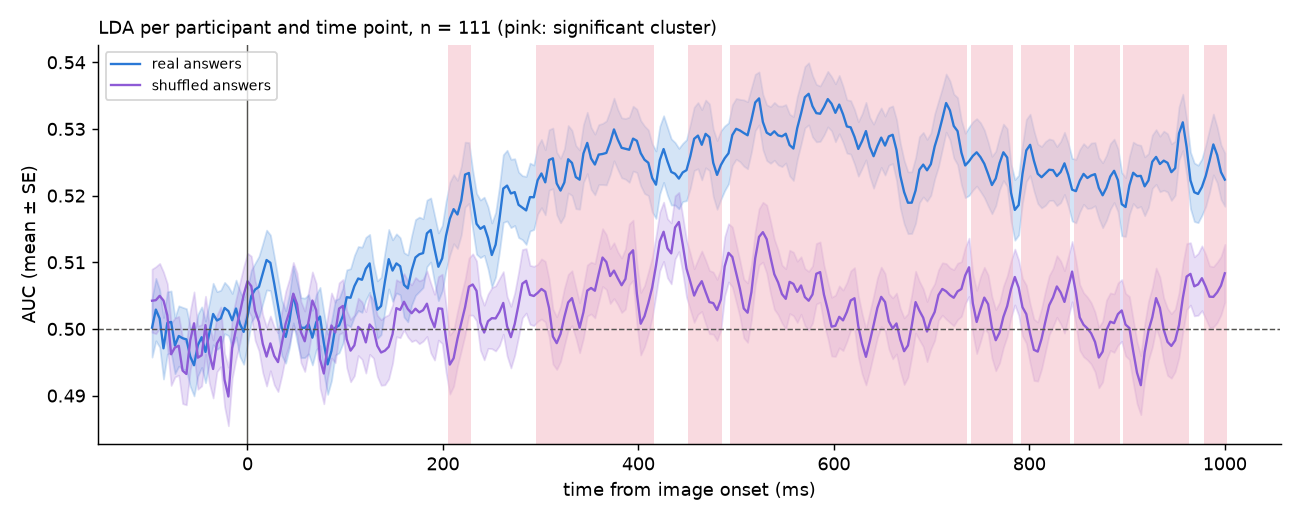 LDA per participant and time point, n = 111 (pink: significant cluster)
real answers
shuffled answers
AUC (mean ± SE)
0.54
0.53
0.52
0.51
0.50
0.49
0 200 400 600 800 1000
time from image onset (ms)